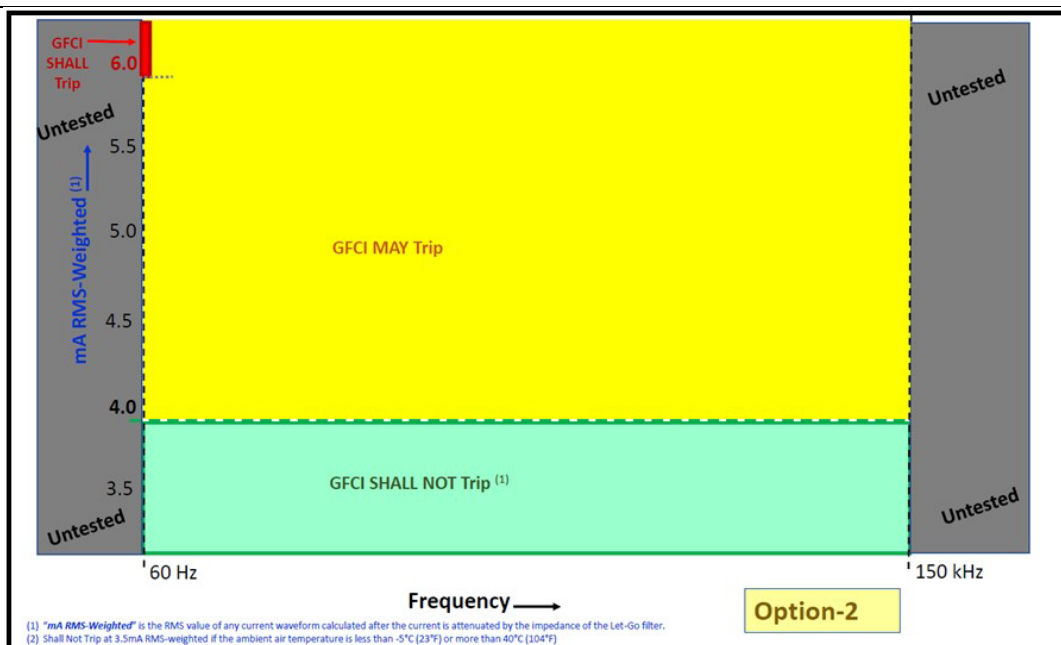 GFCI
SHALL
Trip
6.0
Untested
Untested
5.5
mA RMS-Weighted (1)
5.0
GFCI MAY Trip
4.5
4.0
3.5
GFCI SHALL NOT Trip (1)
Untested
Untested
60 Hz
150 kHz
Frequency
Option-2
(1) "mA RMS-Weighted" is the RMS value of any current waveform calculated after the current is attenuated by the impedance of the Let-Go filter.
(2) Shall Not Trip at 3.5mA RMS-weighted if the ambient air temperature is less than -5°C (23°F) or more than 40°C (104°F)